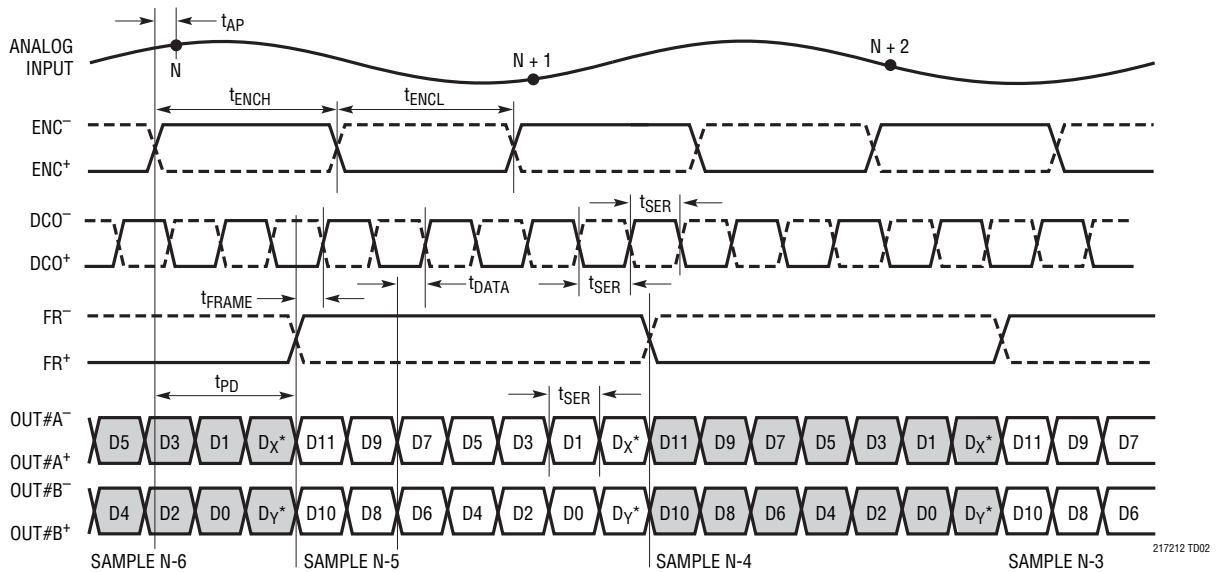 tAP
ANALOG
INPUT
N
N + 1
N + 2
tENCH
tENCL
ENC–
ENC+
DCO–
DCO+
tSER
tFRAME
tDATA
tSER
FR–
FR+
tPD
tSER
OUT#A–
OUT#A+
D5 D3 D1 DX* D11 D9 D7 D5 D3 D1 DX* D11 D9 D7 D5 D3 D1 DX* D11 D9 D7
OUT#B–
OUT#B+
D4 D2 D0 DY* D10 D8 D6 D4 D2 D0 DY* D10 D8 D6 D4 D2 D0 DY* D10 D8 D6
SAMPLE N-6 SAMPLE N-5 SAMPLE N-4 SAMPLE N-3
217212 TD02